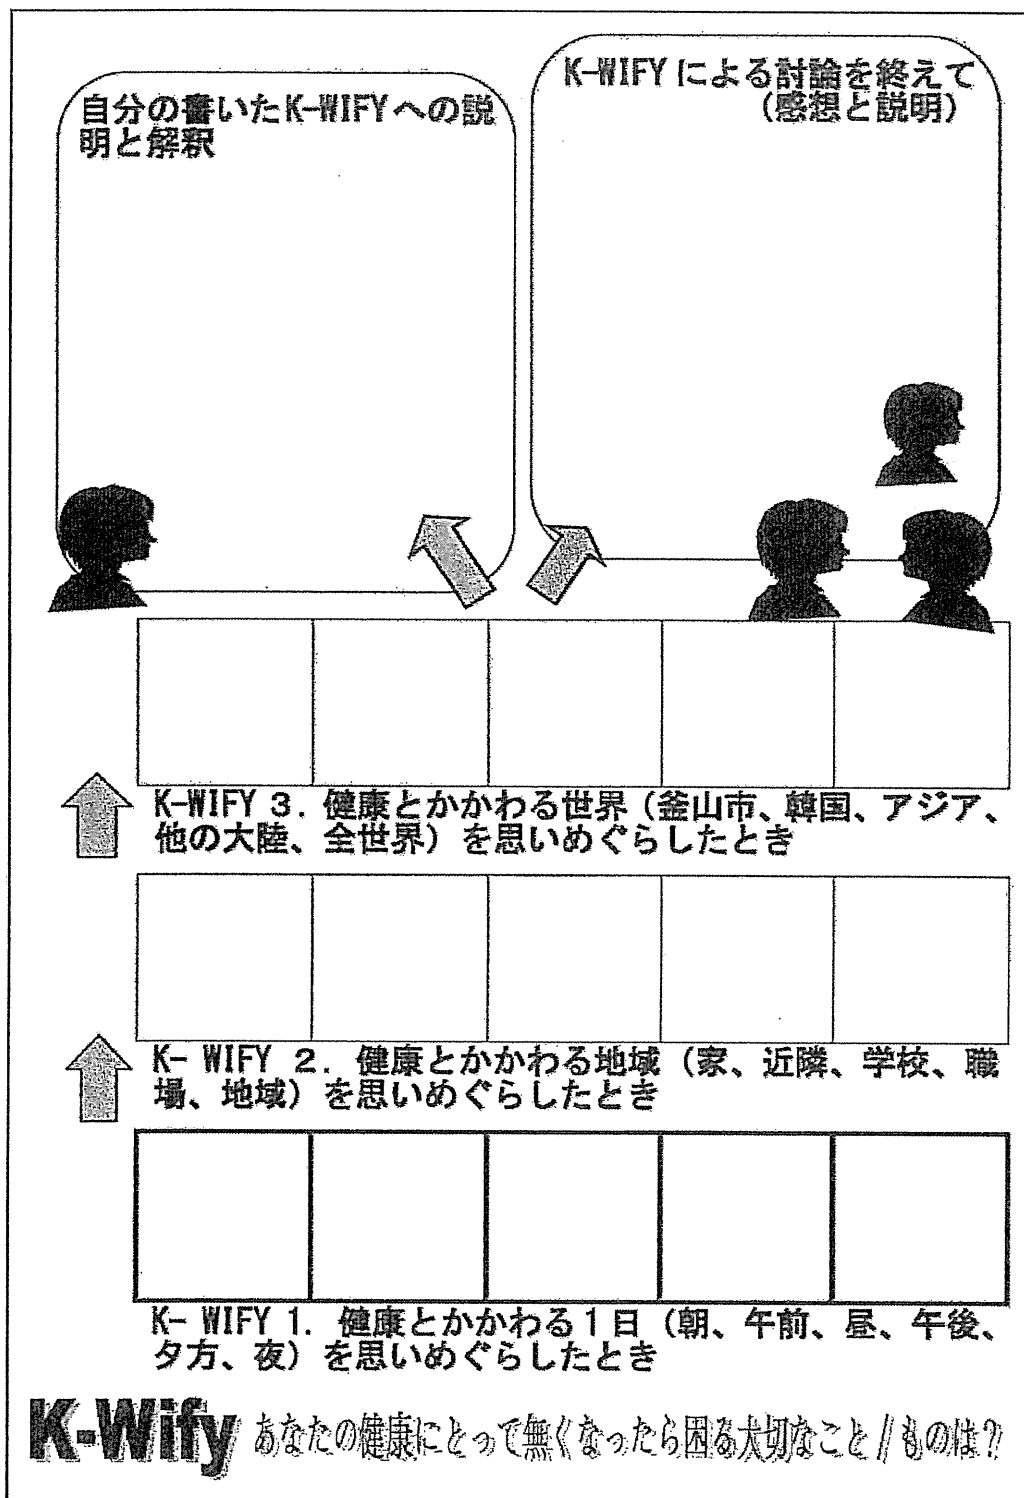 自分の書いたK-WIFYへの説
明と解釈
K-WIFYによる討論を終えて
(感想と説明)
K-WIFY 3. 健康とかかわる世界(釜山市、韓国、アジア、
他の大陸、全世界)を思いめぐらしたとき
K- WIFY 2. 健康とかかわる地域(家、近隣、学校、職
場、地域)を思いめぐらしたとき
K- WIFY 1. 健康とかかわる1日(朝、午前、昼、午後、
夕方、夜)を思いめぐらしたとき
K-Wify あなたの健康にとって無くなったら困る大切なこと/ものは?